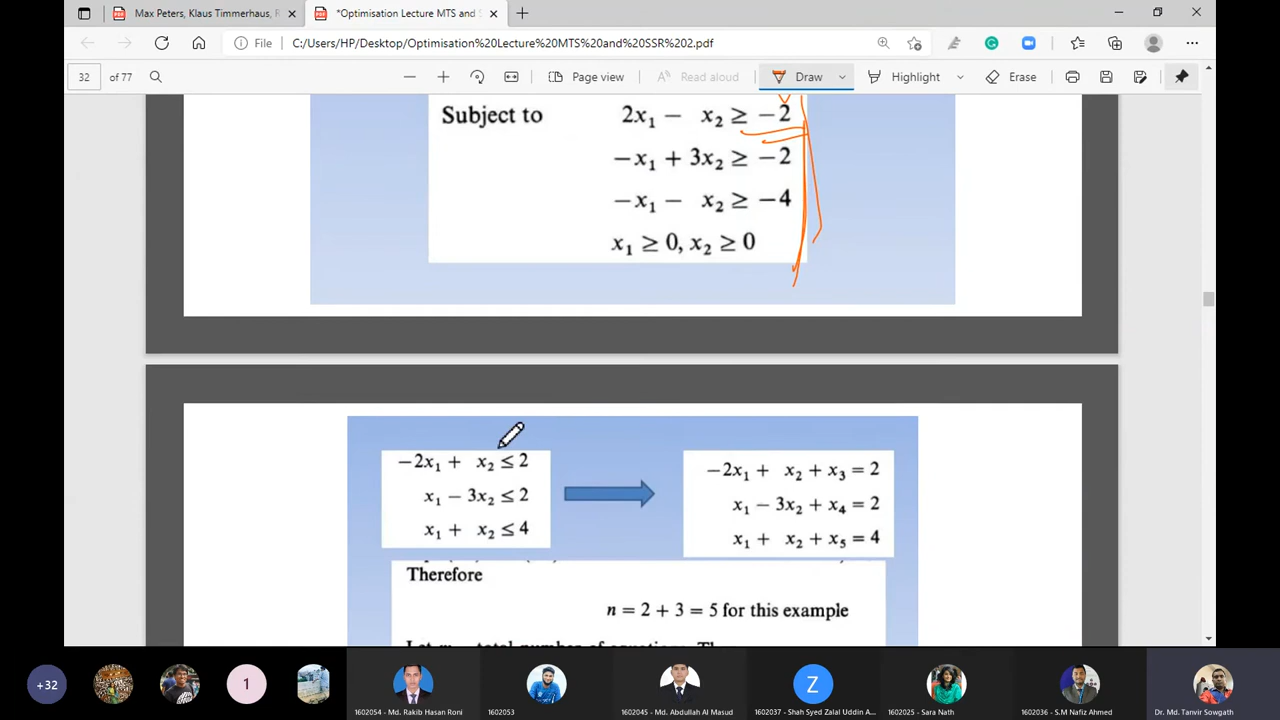 Max Peters, Klaus Timmerhaus, R
*Optimisation Lecture MTS and S
File
C:/Users/HP/Desktop/Optimisation%20Lecture%20MTS%20and%20SSR%202.pdf
32 of 77
Page view
Read aloud
Draw
Highlight
Erase
Subject to 2x₁ − x₂ ≥ −2
−x₁ + 3x₂ ≥ −2
−x₁ − x₂ ≥ −4
x₁ ≥ 0, x₂ ≥ 0
−2x₁ + x₂ ≤ 2
x₁ − 3x₂ ≤ 2
x₁ + x₂ ≤ 4
−2x₁ + x₂ + x₃ = 2
x₁ − 3x₂ + x₄ = 2
x₁ + x₂ + x₅ = 4
Therefore
n = 2 + 3 = 5 for this example
+32
1
Z
1602054 - Md. Rakib Hasan Roni
1602053
1602045 - Md. Abdullah Al Masud
1602037 - Shah Syed Zalal Uddin A...
1602025 - Sara Nath
1602036 - S.M Nafiz Ahmed
Dr. Md. Tanvir Sowgath